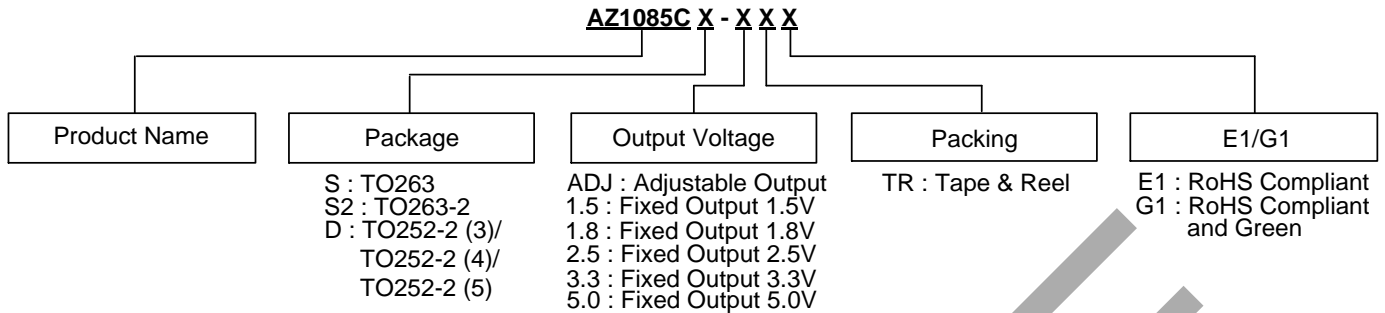 AZ1085C X - X X X
Product Name
Package
Output Voltage
Packing
E1/G1
S : TO263
S2 : TO263-2
D : TO252-2 (3)/
TO252-2 (4)/
TO252-2 (5)
ADJ : Adjustable Output
1.5 : Fixed Output 1.5V
1.8 : Fixed Output 1.8V
2.5 : Fixed Output 2.5V
3.3 : Fixed Output 3.3V
5.0 : Fixed Output 5.0V
TR : Tape & Reel
E1 : RoHS Compliant
G1 : RoHS Compliant
and Green